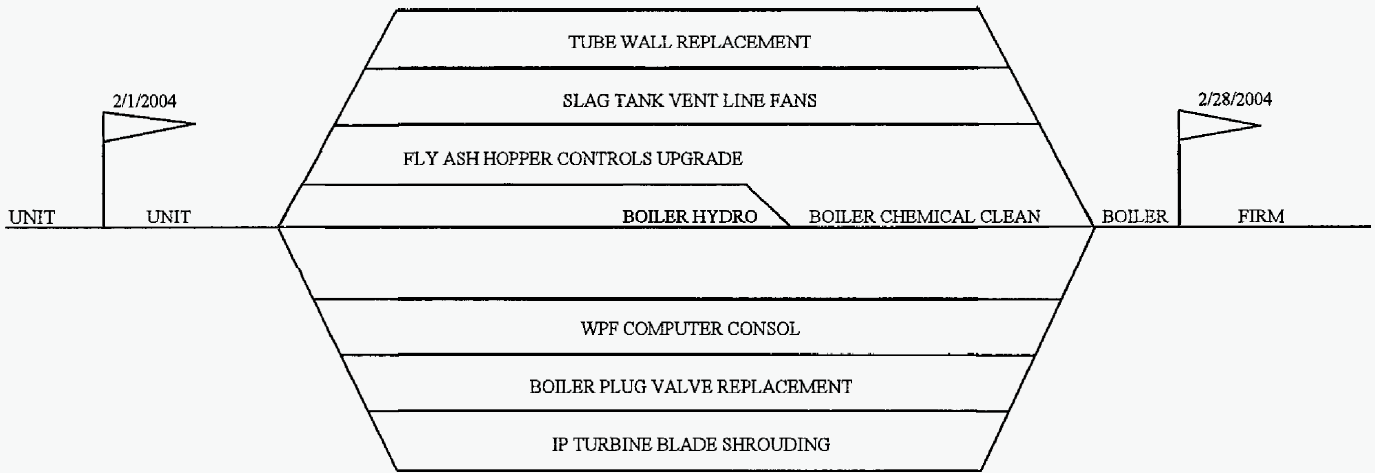 TUBE WALL REPLACEMENT
2/1/2004
SLAG TANK VENT LINE FANS
2/28/2004
FLY ASH HOPPER CONTROLS UPGRADE
UNIT UNIT BOILER HYDRO BOILER CHEMICAL CLEAN BOILER FIRM
WPF COMPUTER CONSOL
BOILER PLUG VALVE REPLACEMENT
IP TURBINE BLADE SHROUDING